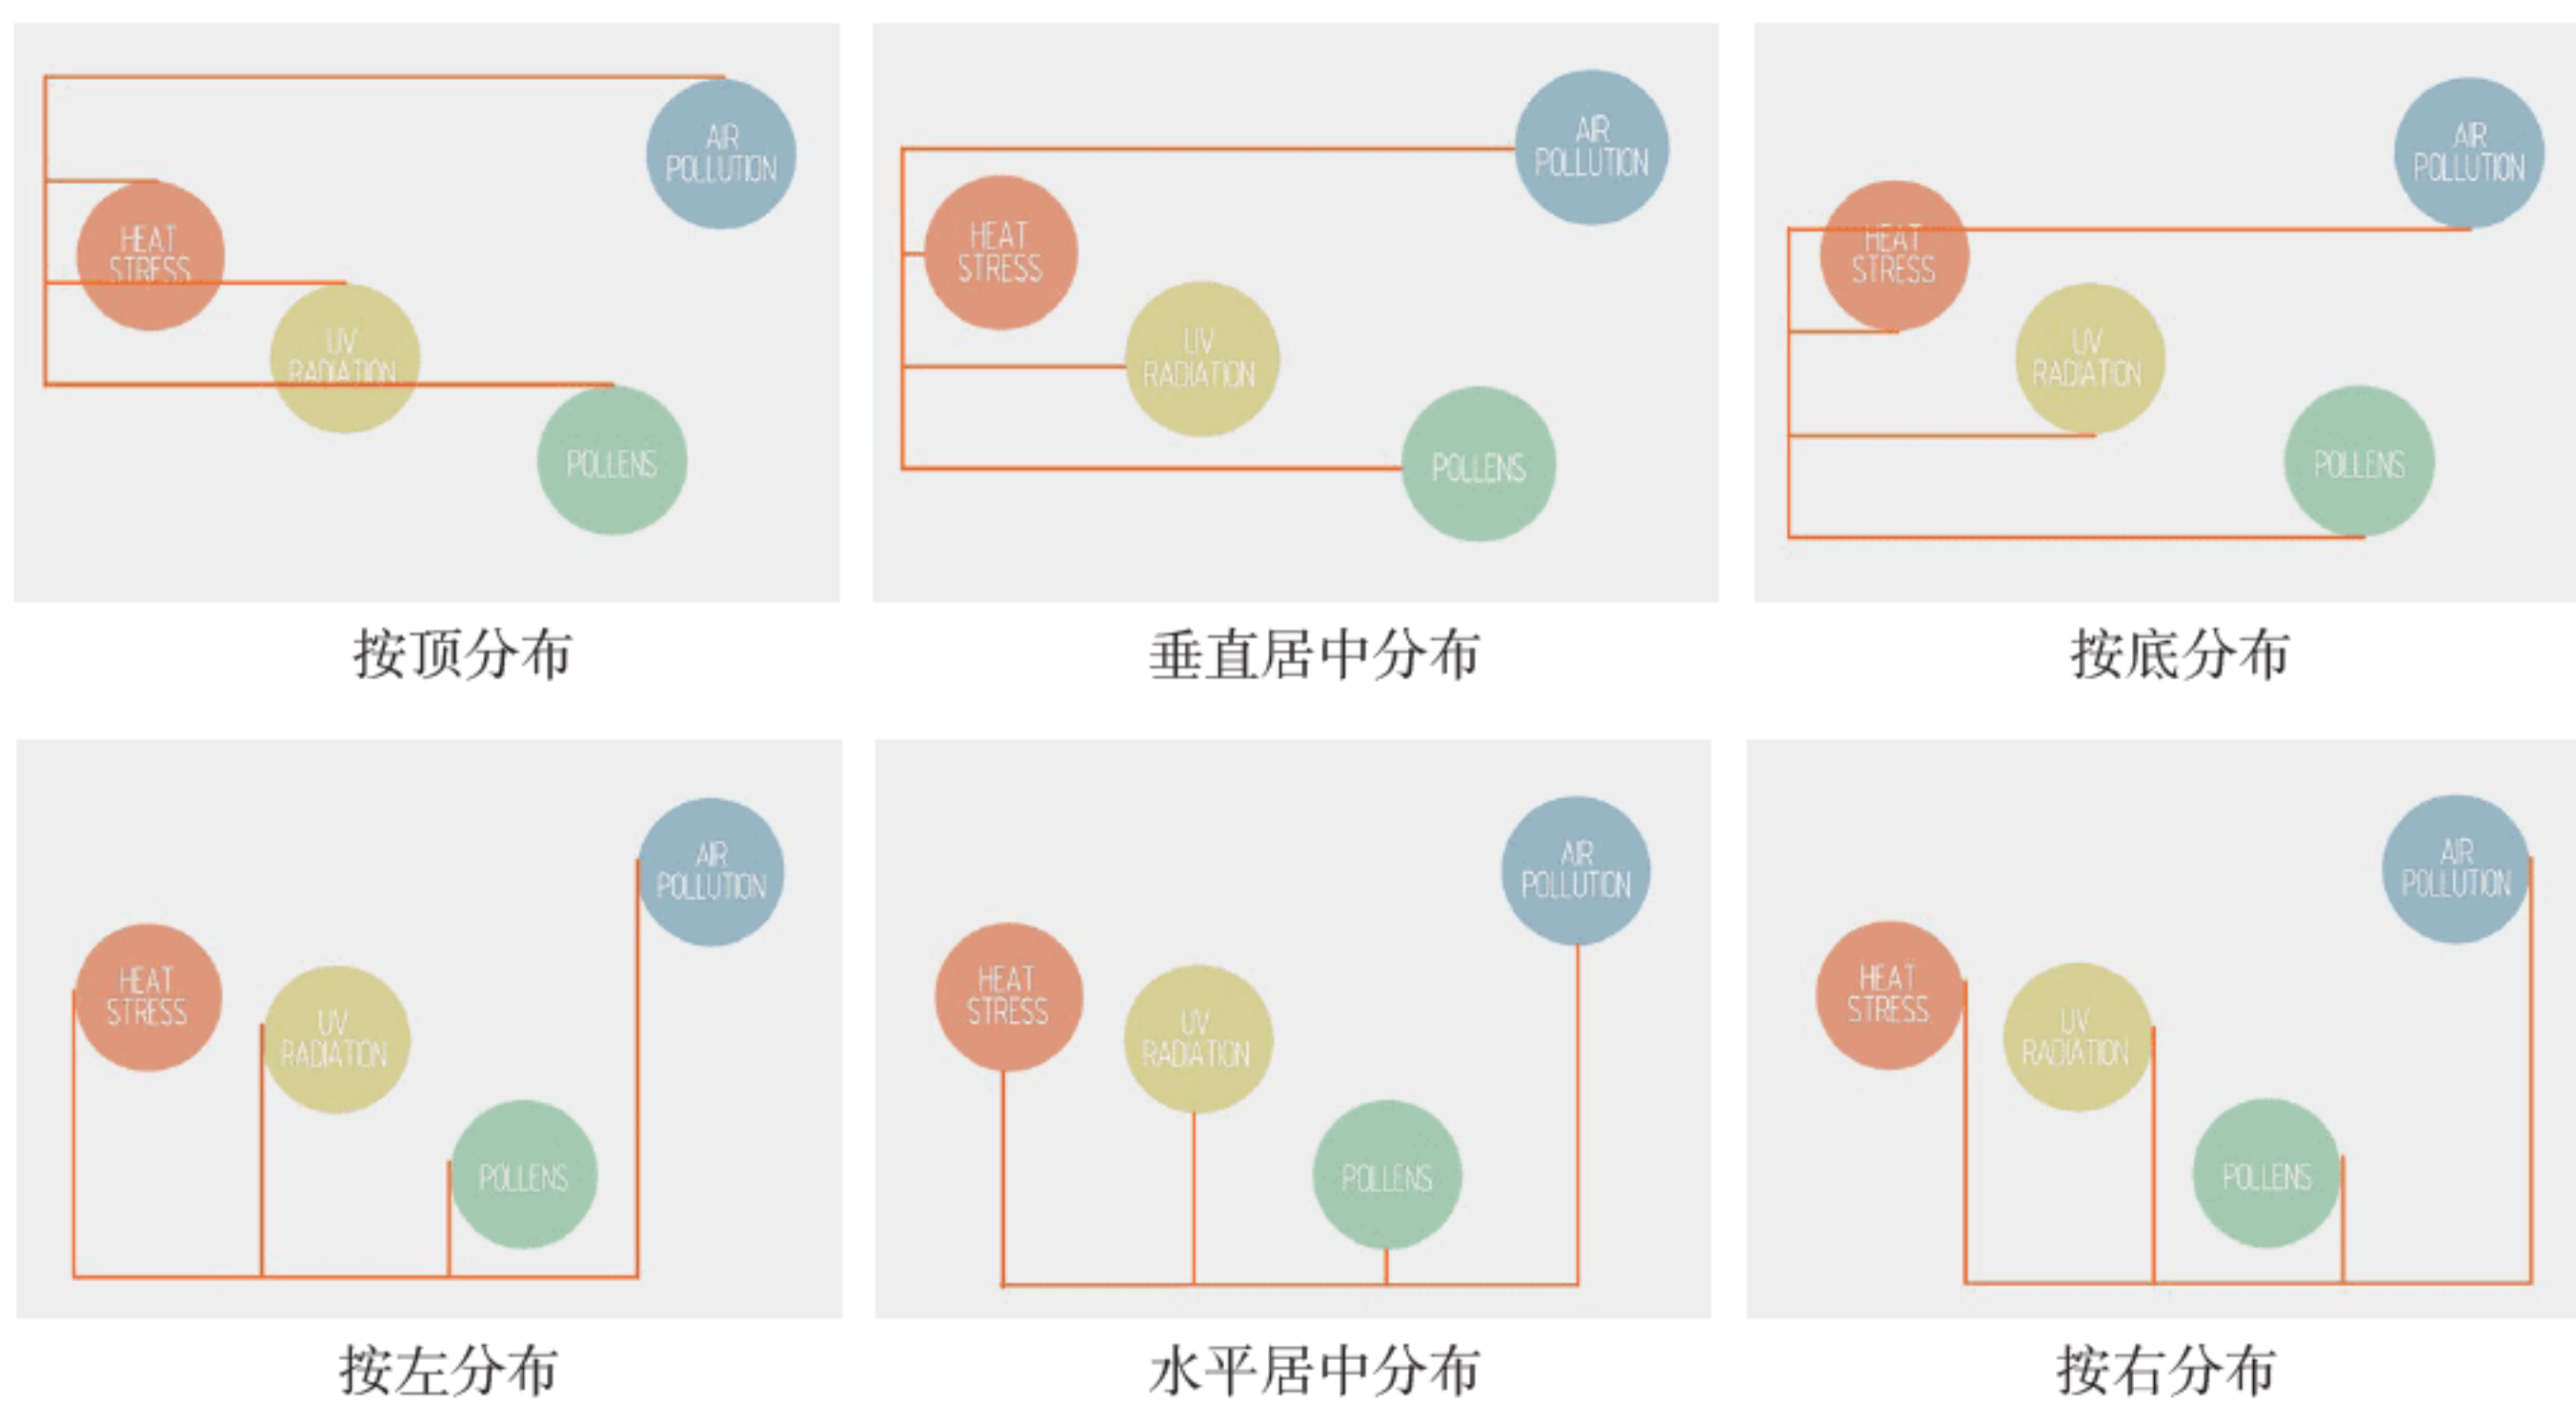 AIR
POLLUTION
HEAT
STRESS
UV
RADIATION
POLLENS
按顶分布
AIR
POLLUTION
HEAT
STRESS
UV
RADIATION
POLLENS
垂直居中分布
AIR
POLLUTION
HEAT
STRESS
UV
RADIATION
POLLENS
按底分布
AIR
POLLUTION
HEAT
STRESS
UV
RADIATION
POLLENS
按左分布
AIR
POLLUTION
HEAT
STRESS
UV
RADIATION
POLLENS
水平居中分布
AIR
POLLUTION
HEAT
STRESS
UV
RADIATION
POLLENS
按右分布